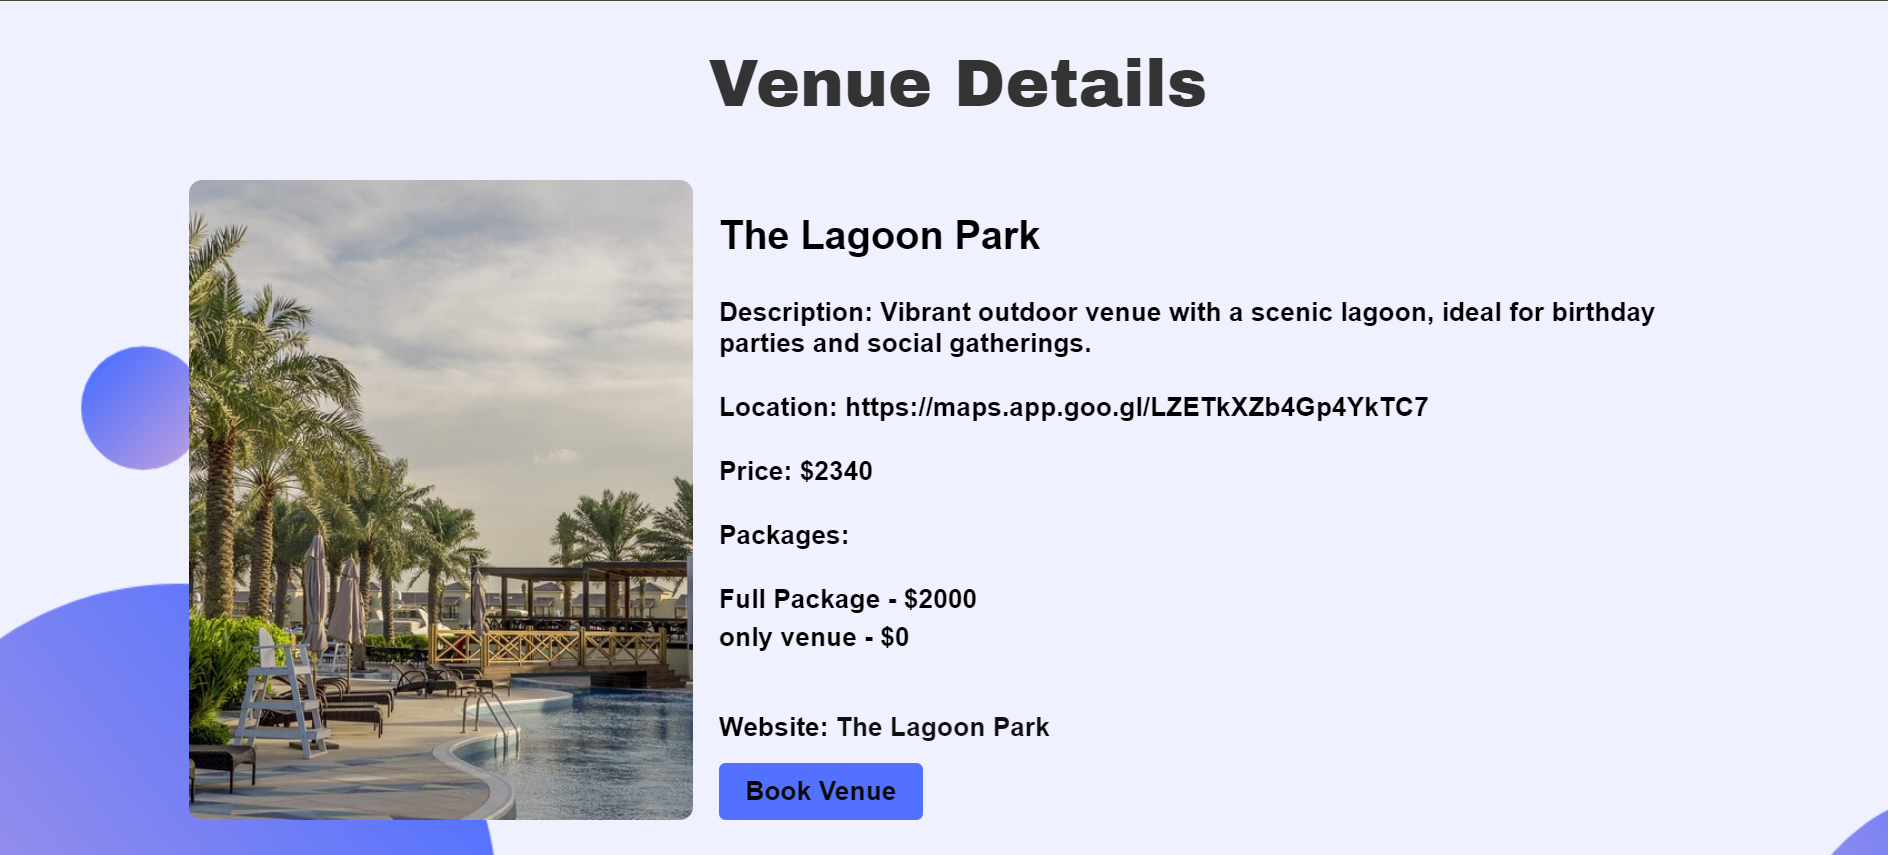 Venue Details
The Lagoon Park
Description: Vibrant outdoor venue with a scenic lagoon, ideal for birthday
parties and social gatherings.
Location: https://maps.app.goo.gl/LZETkXZb4Gp4YkTC7
Price: $2340
Packages:
Full Package - $2000
only venue - $0
Website: The Lagoon Park
Book Venue